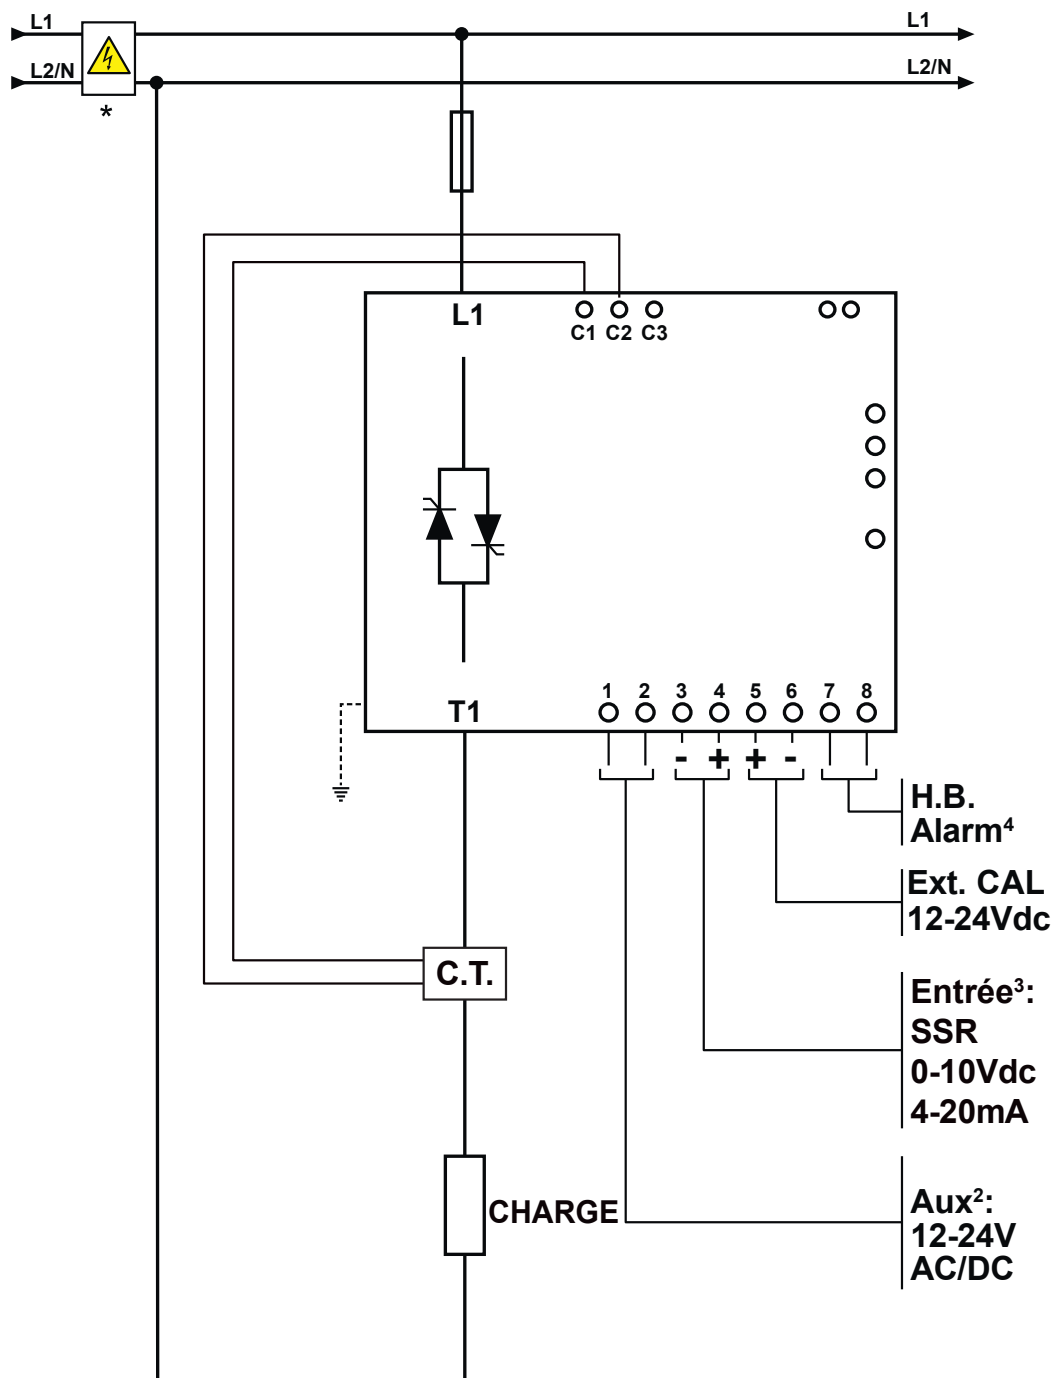 L1
L1
L2/N
L2/N
*
L1
C1 C2 C3
T1
1 2 3 4 5 6 7 8
- + + -
H.B.
Alarm⁴
Ext. CAL
12-24Vdc
C.T.
Entrée³:
SSR
0-10Vdc
4-20mA
CHARGE
Aux²:
12-24V
AC/DC